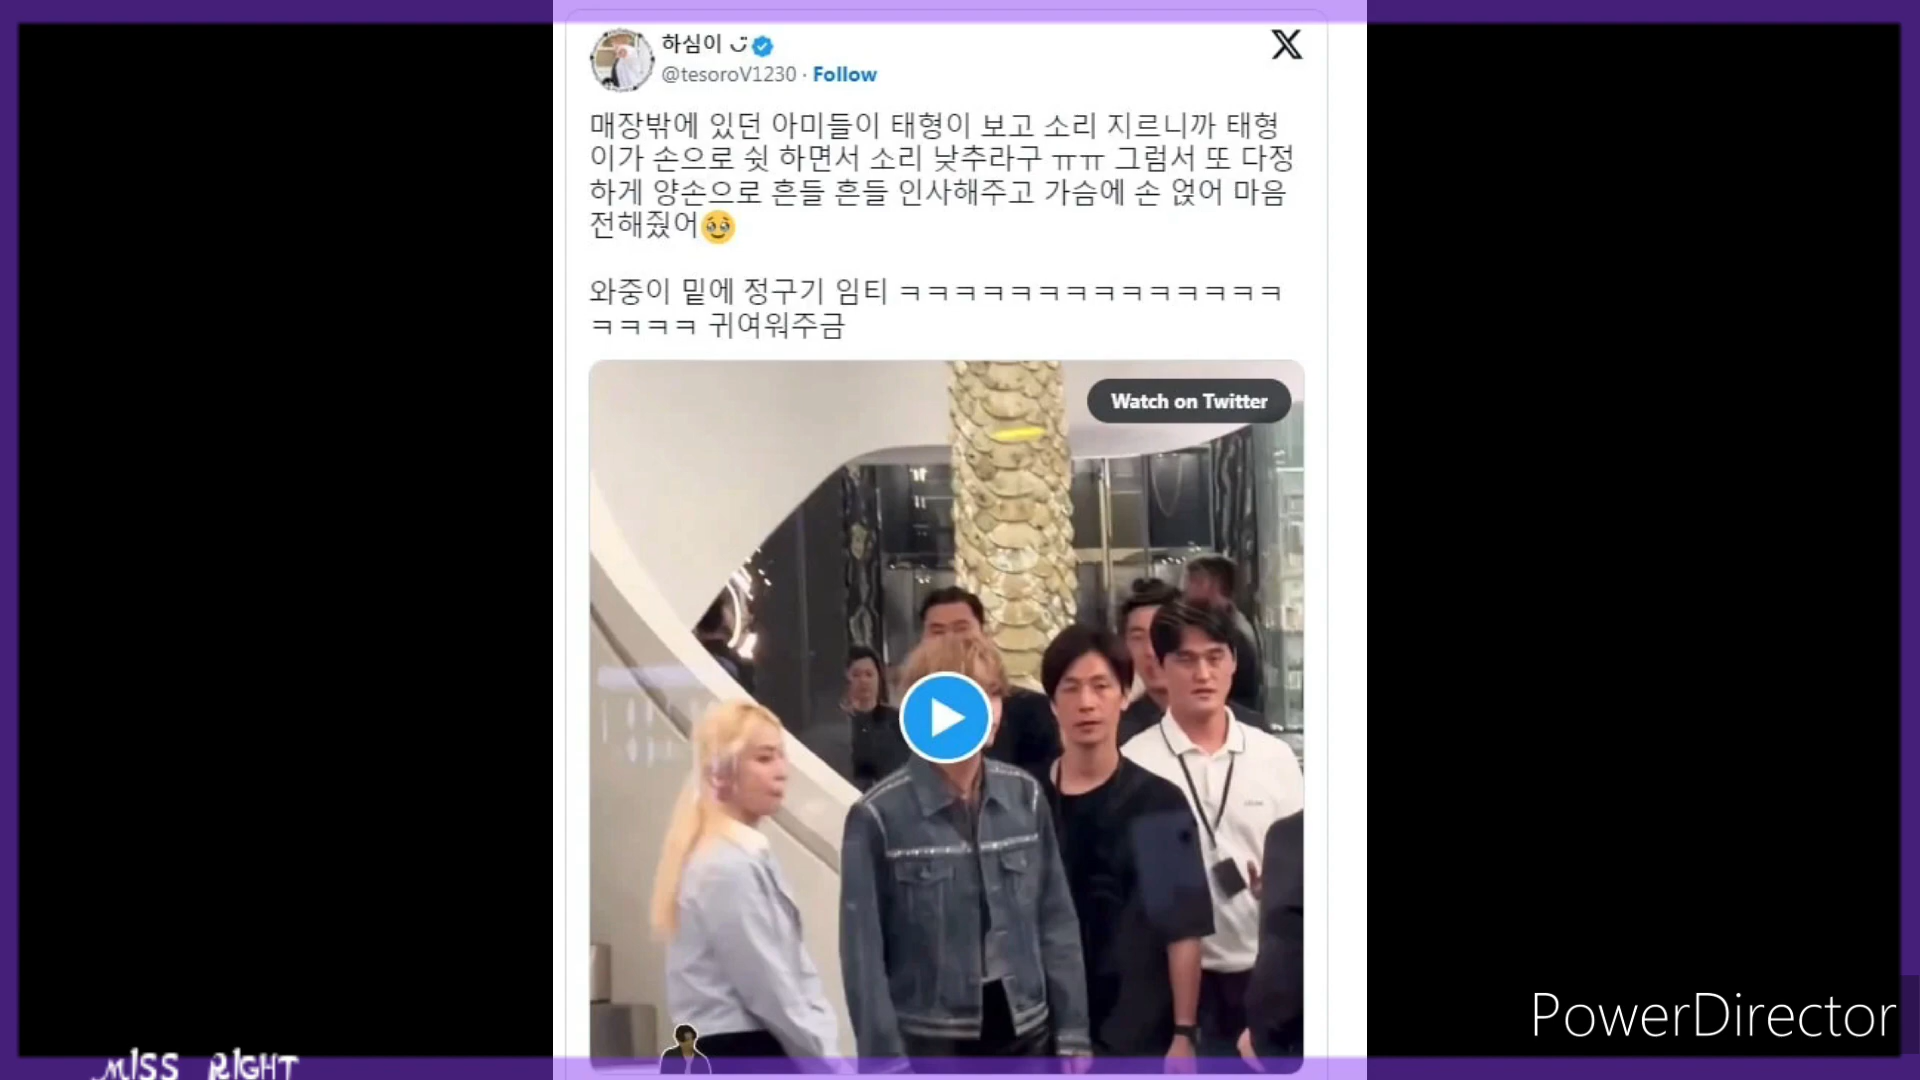 하심이
@tesoroV1230 · Follow
매장밖에 있던 아미들이 태형이 보고 소리 지르니까 태형
이가 손으로 쉿 하면서 소리 낮추라구 ㅠㅠ 그럼서 또 다정
하게 양손으로 흔들 흔들 인사해주고 가슴에 손 얹어 마음
전해줬어🥹
와중이 밑에 정구기 임티 ㅋㅋㅋㅋㅋㅋㅋㅋㅋㅋㅋㅋㅋㅋ
ㅋㅋㅋㅋ 귀여워주금
Watch on Twitter
PowerDirector
MISS RIGHT